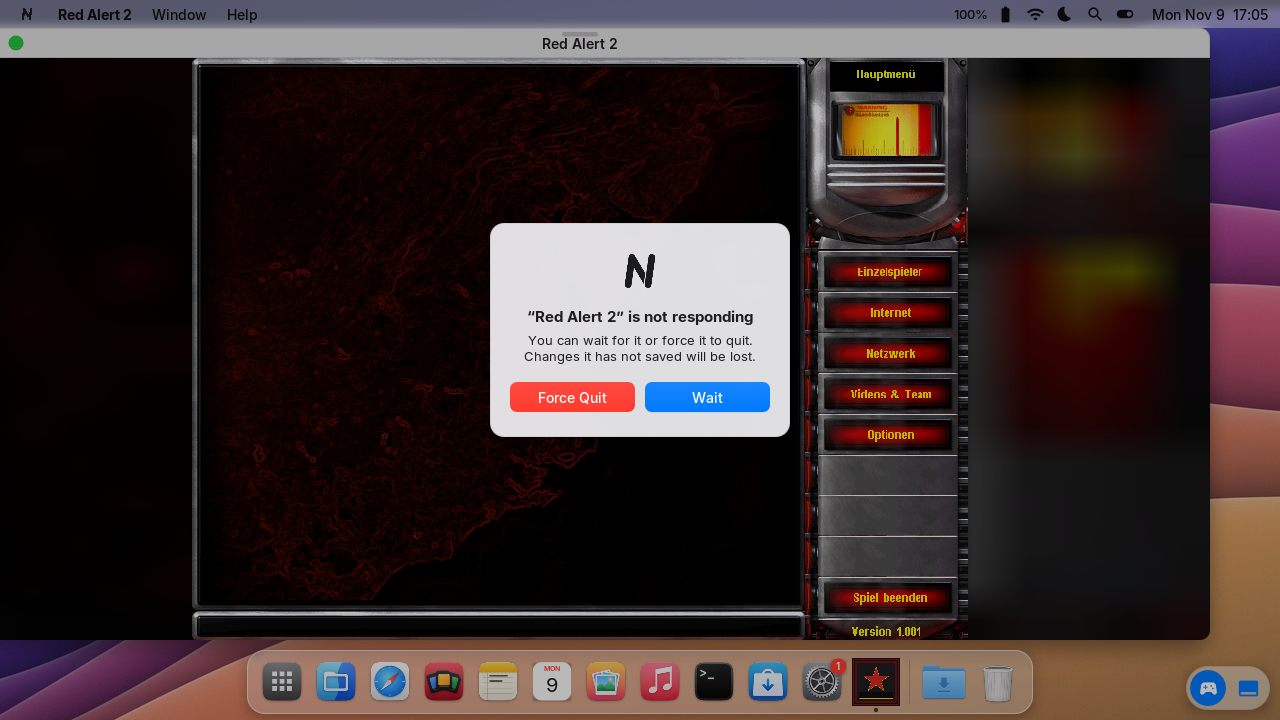 Red Alert 2 Window Help 100% Mon Nov 9 17:05
Red Alert 2
Hauptmenü
Einzelspieler
Internet
Netzwerk
Videos & Team
Optionen
Spiel beenden
Version 1.001
“Red Alert 2” is not responding
You can wait for it or force it to quit.
Changes it has not saved will be lost.
Force Quit Wait
MON
9
>_
1